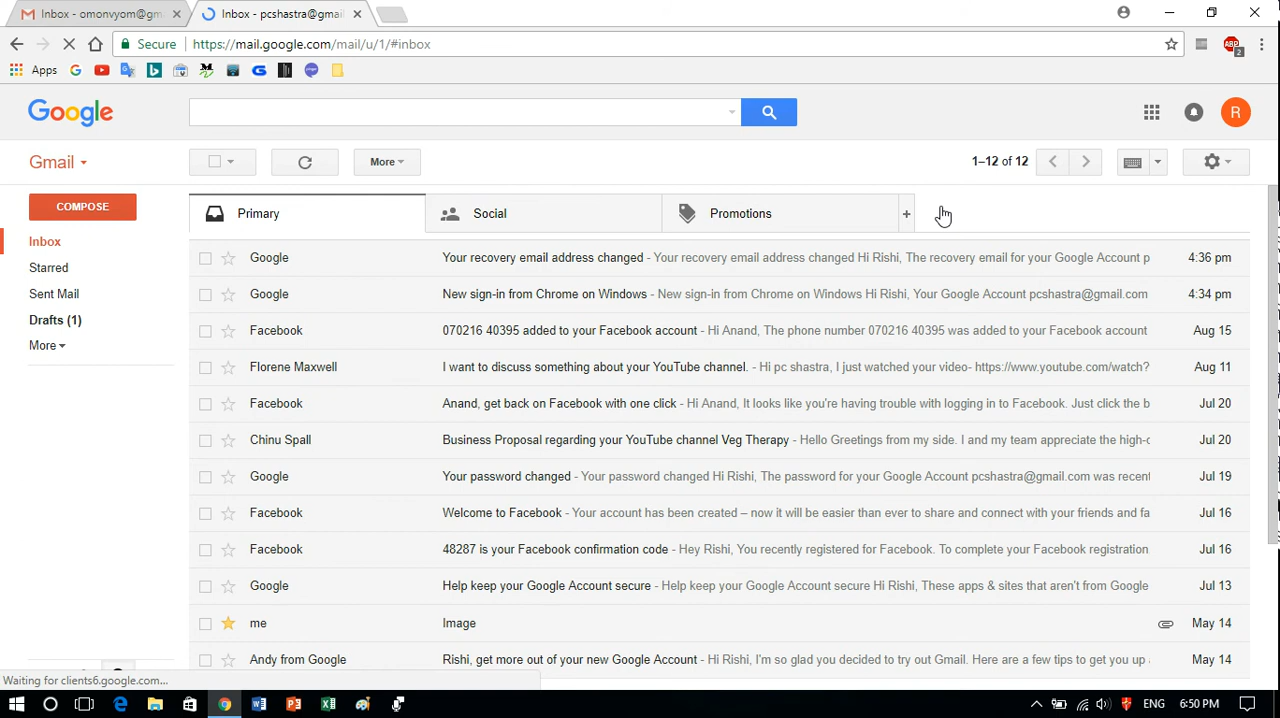 Inbox - omonvyom@gm
Inbox - pcshastra@gmail
Secure https://mail.google.com/mail/u/1/#inbox
ABP
2
Apps
Google
R
Gmail
More
1–12 of 12
COMPOSE
Inbox
Starred
Sent Mail
Drafts (1)
More
Primary Social Promotions +
Google Your recovery email address changed - Your recovery email address changed Hi Rishi, The recovery email for your Google Account p 4:36 pm
Google New sign-in from Chrome on Windows - New sign-in from Chrome on Windows Hi Rishi, Your Google Account pcshastra@gmail.com 4:34 pm
Facebook 070216 40395 added to your Facebook account - Hi Anand, The phone number 070216 40395 was added to your Facebook account Aug 15
Florene Maxwell I want to discuss something about your YouTube channel. - Hi pc shastra, I just watched your video- https://www.youtube.com/watch? Aug 11
Facebook Anand, get back on Facebook with one click - Hi Anand, It looks like you're having trouble with logging in to Facebook. Just click the b Jul 20
Chinu Spall Business Proposal regarding your YouTube channel Veg Therapy - Hello Greetings from my side. I and my team appreciate the high-c Jul 20
Google Your password changed - Your password changed Hi Rishi, The password for your Google Account pcshastra@gmail.com was recent Jul 19
Facebook Welcome to Facebook - Your account has been created – now it will be easier than ever to share and connect with your friends and fa Jul 16
Facebook 48287 is your Facebook confirmation code - Hey Rishi, You recently registered for Facebook. To complete your Facebook registration Jul 16
Google Help keep your Google Account secure - Help keep your Google Account secure Hi Rishi, These apps & sites that aren't from Google Jul 13
me Image May 14
Andy from Google Rishi, get more out of your new Google Account - Hi Rishi, I'm so glad you decided to try out Gmail. Here are a few tips to get you up May 14
Waiting for clients6.google.com...
ENG 6:50 PM